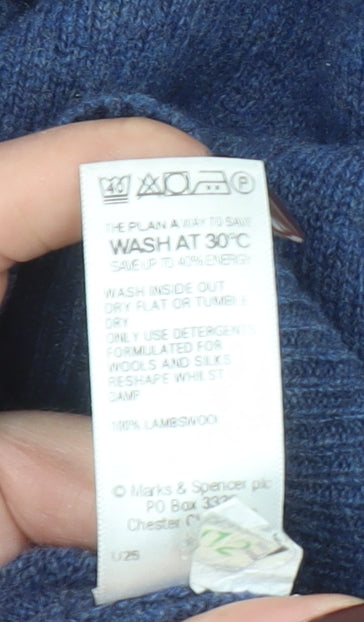 40 P
THE PLAN A WAY TO SAVE
WASH AT 30°C
SAVE UP TO 40% ENERGY
WASH INSIDE OUT
DRY FLAT OR TUMBLE
DRY
ONLY USE DETERGENTS
FORMULATED FOR
WOOLS AND SILKS
RESHAPE WHILST
DAMP
100% LAMBSWOOL
© Marks & Spencer plc
PO Box
Chester
U25